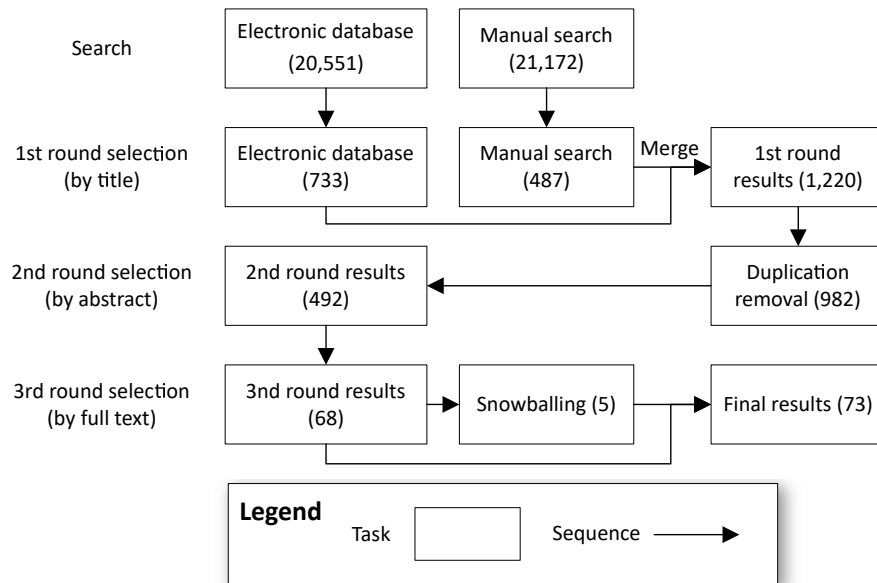 Search
Electronic database
(20,551)
Manual search
(21,172)
1st round selection
(by title)
Electronic database
(733)
Manual search
(487)
Merge
1st round
results (1,220)
2nd round selection
(by abstract)
2nd round results
(492)
Duplication
removal (982)
3rd round selection
(by full text)
3nd round results
(68)
Snowballing (5)
Final results (73)
Legend
Task
Sequence